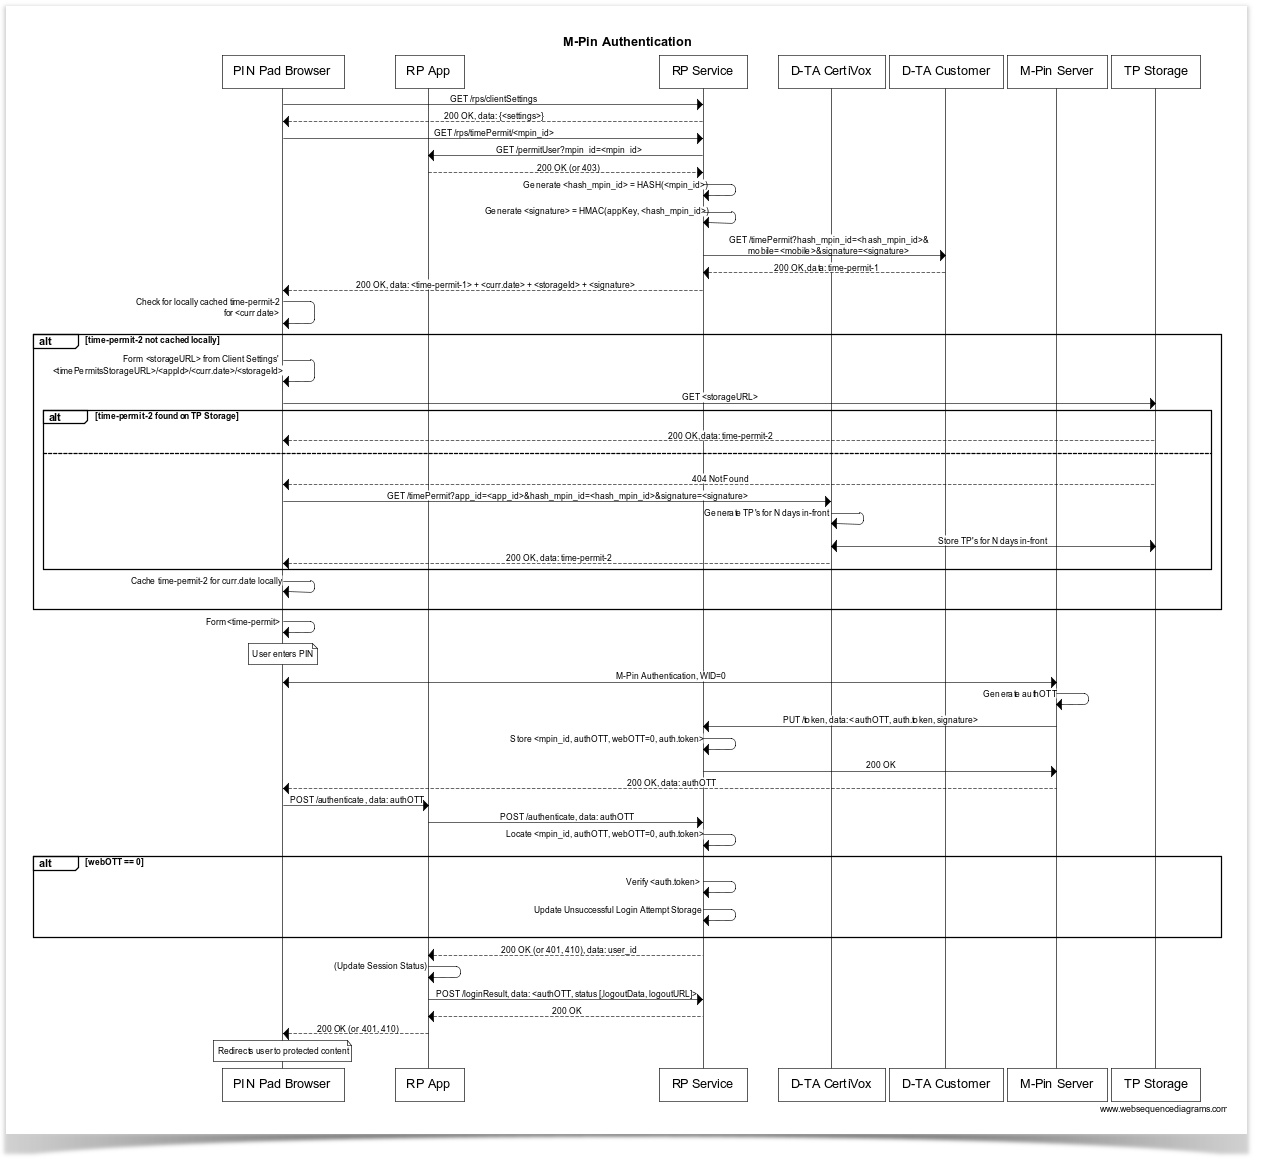 M-Pin Authentication
PIN Pad Browser
RP App
RP Service
D-TA CertiVox
D-TA Customer
M-Pin Server
TP Storage
GET /rps/clientSettings
200 OK, data: {<settings>}
GET /rps/timePermit/<mpin_id>
GET /permitUser?mpin_id=<mpin_id>
200 OK (or 403)
Generate <hash_mpin_id> = HASH(<mpin_id>)
Generate <signature> = HMAC(appKey, <hash_mpin_id>)
GET /timePermit?hash_mpin_id=<hash_mpin_id>&
mobile=<mobile>&signature=<signature>
200 OK, data: time-permit-1
200 OK, data: <time-permit-1> + <curr.date> + <storageId> + <signature>
Check for locally cached time-permit-2
for <curr.date>
alt [time-permit-2 not cached locally]
Form <storageURL> from Client Settings'
<timePermitsStorageURL>/<appId>/<curr.date>/<storageId>
GET <storageURL>
alt [time-permit-2 found on TP Storage]
200 OK, data: time-permit-2
404 Not Found
GET /timePermit?app_id=<app_id>&hash_mpin_id=<hash_mpin_id>&signature=<signature>
Generate TP's for N days in-front
Store TP's for N days in-front
200 OK, data: time-permit-2
Cache time-permit-2 for curr.date locally
Form <time-permit>
User enters PIN
M-Pin Authentication, WID=0
Generate authOTT
PUT /token, data: <authOTT, auth.token, signature>
Store <mpin_id, authOTT, webOTT=0, auth.token>
200 OK
200 OK, data: authOTT
POST /authenticate, data: authOTT
POST /authenticate, data: authOTT
Locate <mpin_id, authOTT, webOTT=0, auth.token>
alt [webOTT == 0]
Verify <auth.token>
Update Unsuccessful Login Attempt Storage
200 OK (or 401, 410), data: user_id
(Update Session Status)
POST /loginResult, data: <authOTT, status [,logoutData, logoutURL]>
200 OK
200 OK (or 401, 410)
Redirects user to protected content
PIN Pad Browser
RP App
RP Service
D-TA CertiVox
D-TA Customer
M-Pin Server
TP Storage
www.websequencediagrams.com